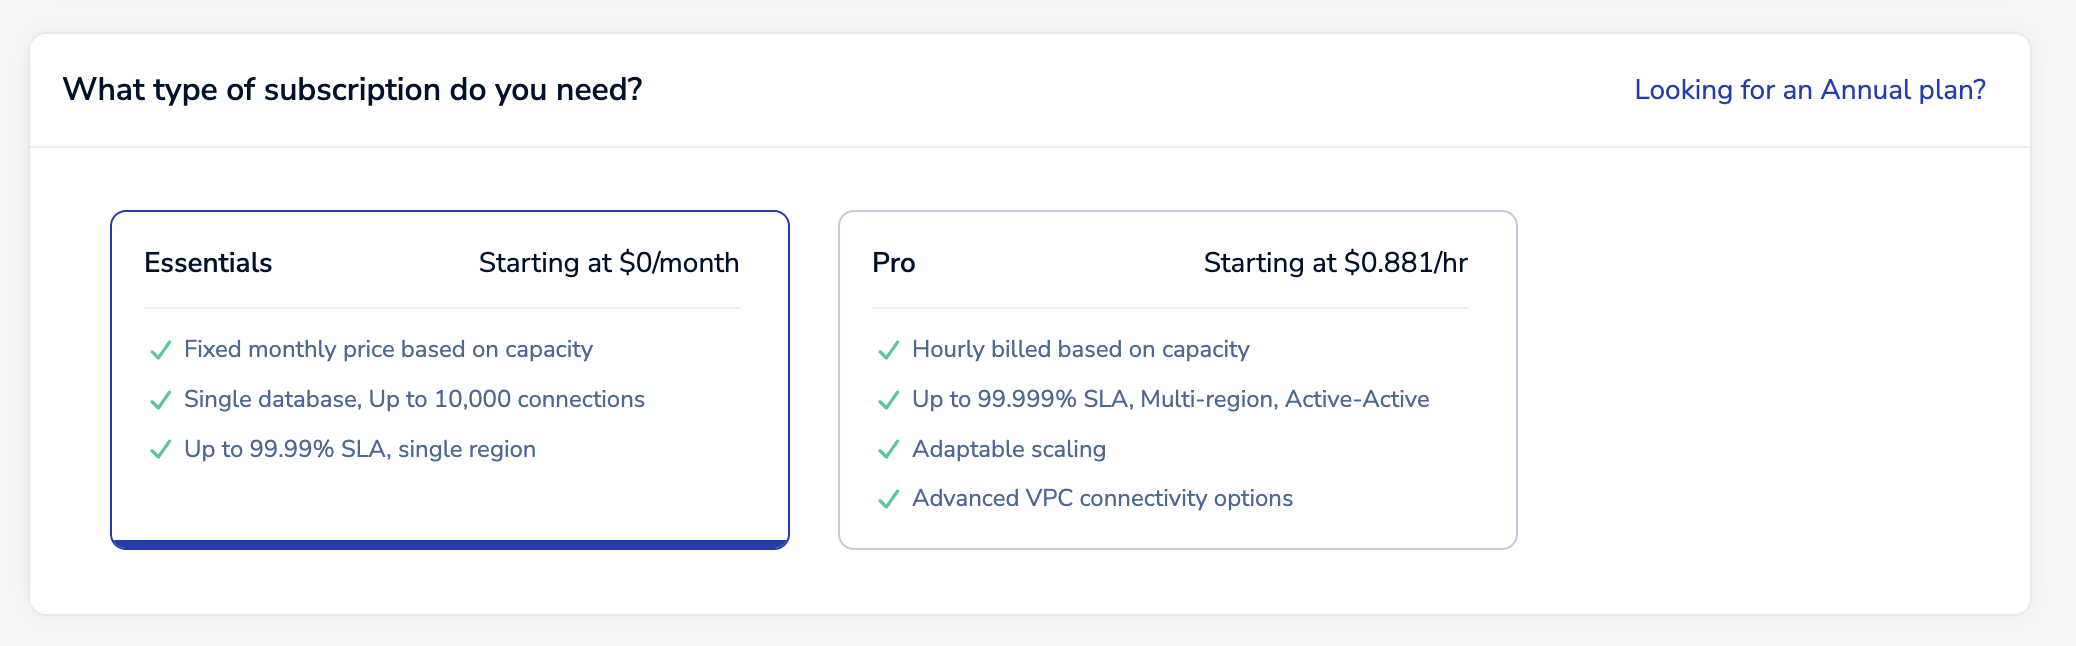 What type of subscription do you need?
Looking for an Annual plan?
Essentials
Starting at $0/month
Fixed monthly price based on capacity
Single database, Up to 10,000 connections
Up to 99.99% SLA, single region
Pro
Starting at $0.881/hr
Hourly billed based on capacity
Up to 99.999% SLA, Multi-region, Active-Active
Adaptable scaling
Advanced VPC connectivity options